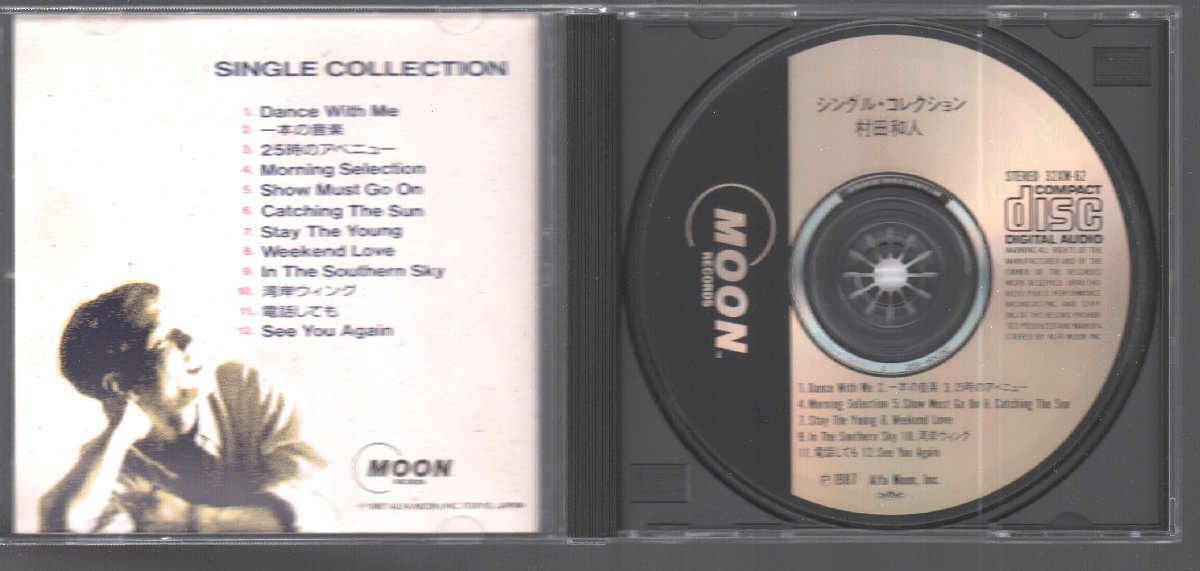 SINGLE COLLECTION
1. Dance With Me
2. 一本の音楽
3. 25時のアベニュー
4. Morning Selection
5. Show Must Go On
6. Catching The Sun
7. Stay The Young
8. Weekend Love
9. In The Southern Sky
10. 湾岸ウィング
11. 電話しても
12. See You Again
MOON
RECORDS
シングル・コレクション
村田和人
MOON
RECORDS
STEREO 32XM-62
COMPACT
disc
DIGITAL AUDIO
1. Dance With Me 2. 一本の音楽 3. 25時のアベニュー
4. Morning Selection 5. Show Must Go On 6. Catching The Sun
7. Stay The Young 8. Weekend Love
9. In The Southern Sky 10. 湾岸ウィング
11. 電話しても 12. See You Again
℗ 1987 Alfa Moon, Inc.